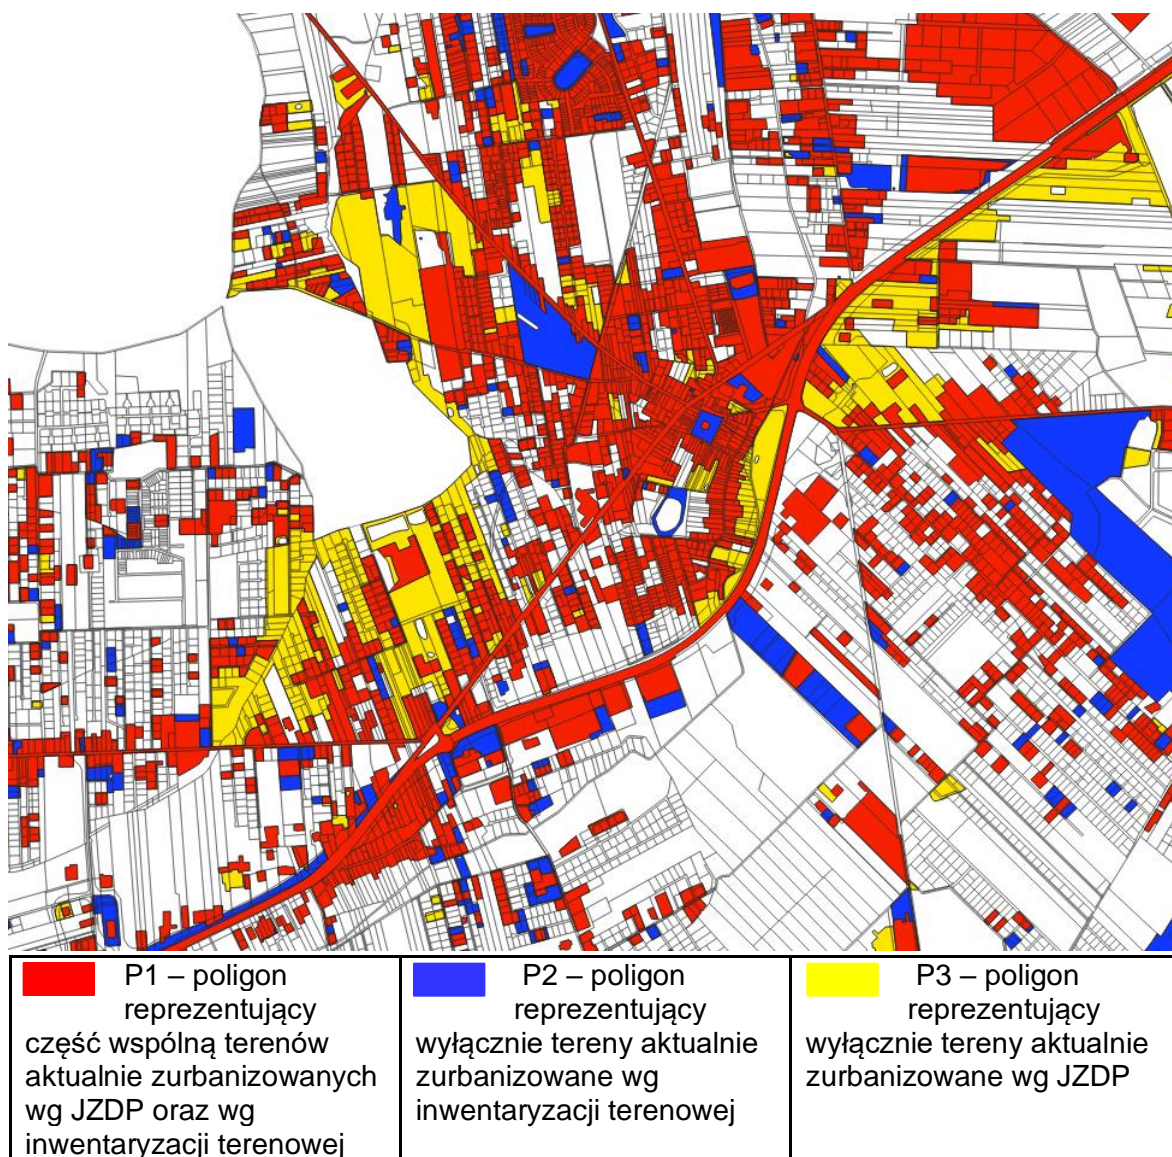 P1 – poligon
reprezentujący
część wspólną terenów
aktualnie zurbanizowanych
wg JZDP oraz wg
inwentaryzacji terenowej
P2 – poligon
reprezentujący
wyłącznie tereny aktualnie
zurbanizowane wg
inwentaryzacji terenowej
P3 – poligon
reprezentujący
wyłącznie tereny aktualnie
zurbanizowane wg JZDP